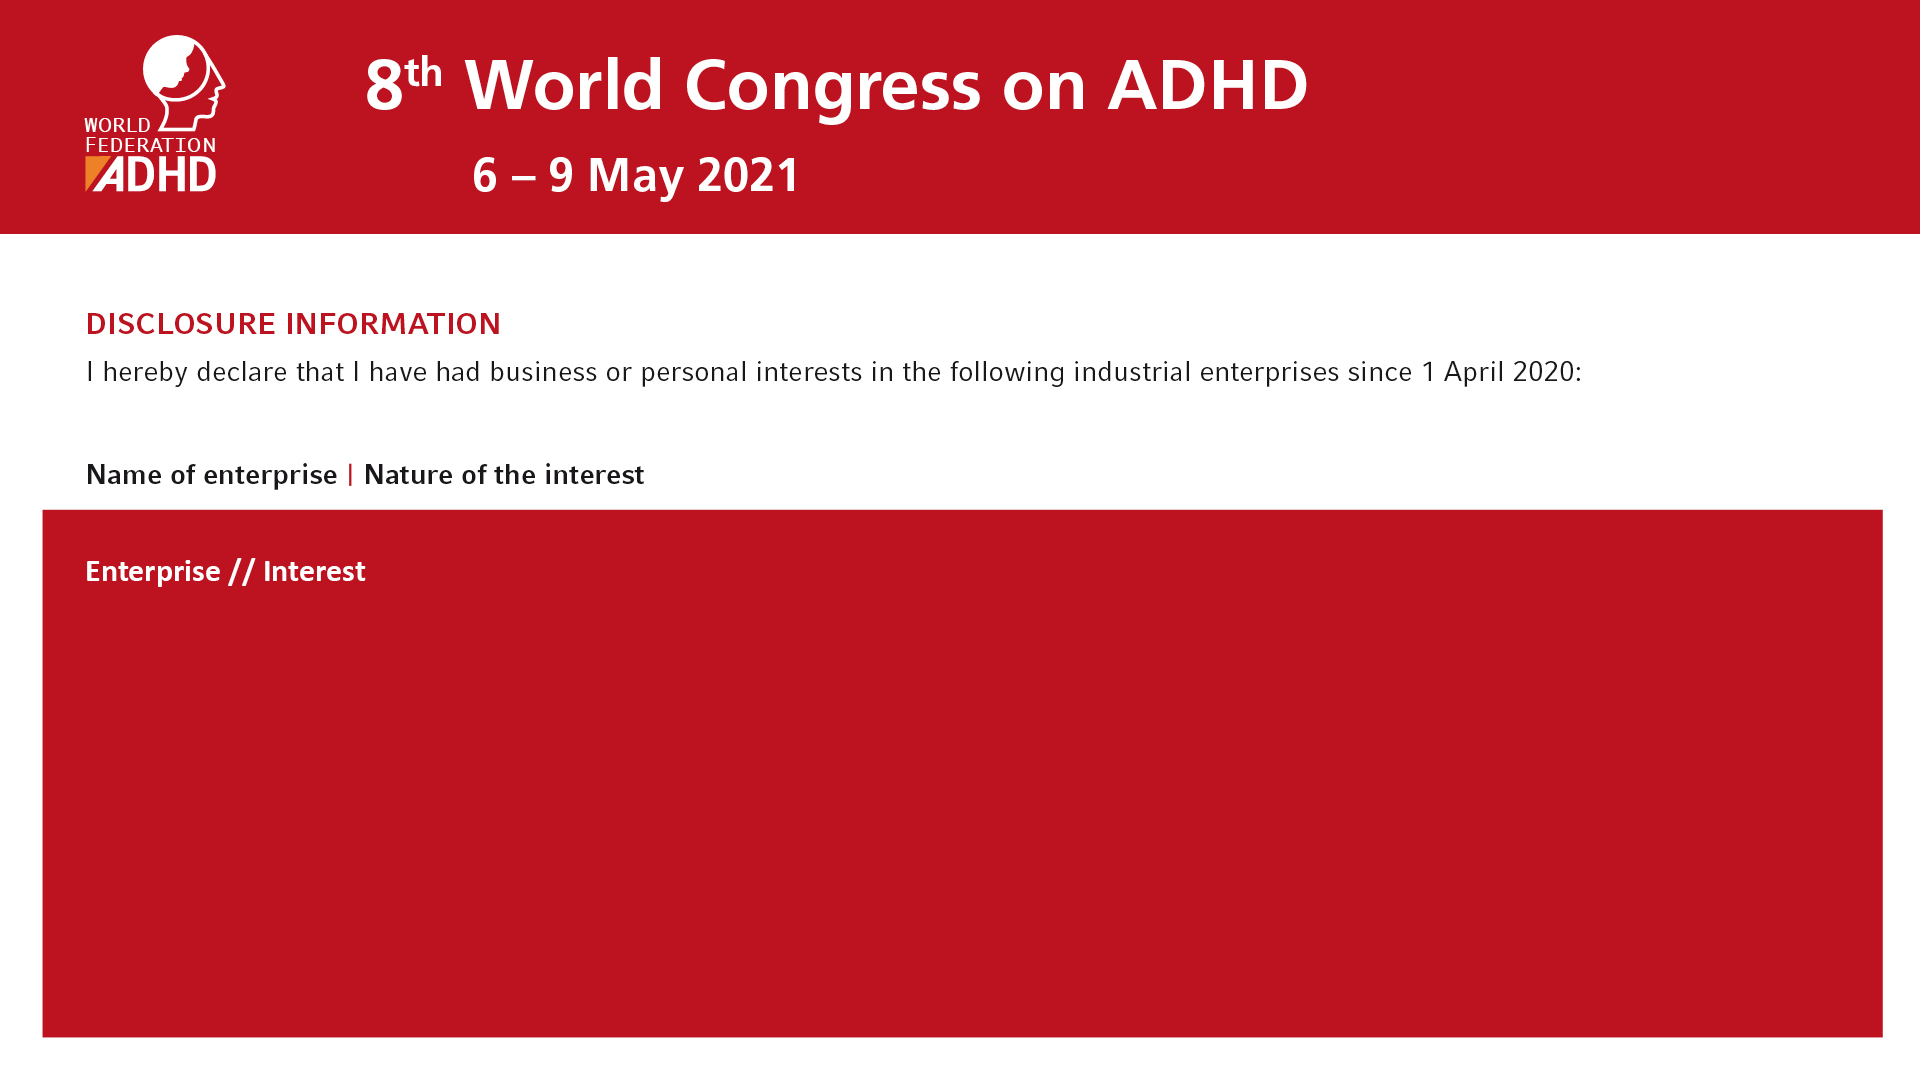 WORLD
FEDERATION
ADHD
8th World Congress on ADHD
6 – 9 May 2021
DISCLOSURE INFORMATION
I hereby declare that I have had business or personal interests in the following industrial enterprises since 1 April 2020:
Name of enterprise | Nature of the interest
Enterprise // Interest